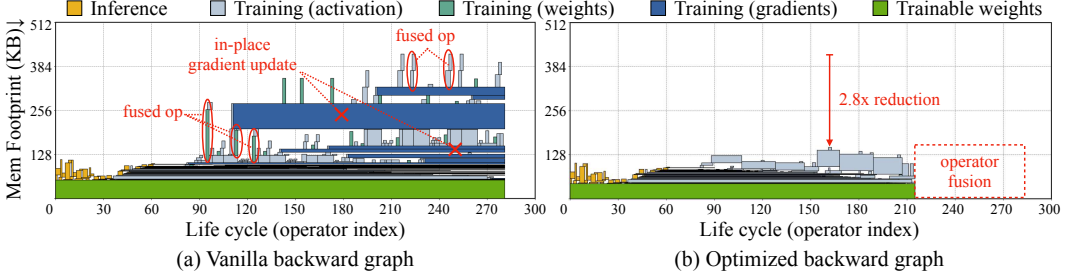 Inference Training (activation) Training (weights) Training (gradients) Trainable weights
Mem Footprint (KB)↓
512
384
256
128
0 30 60 90 120 150 180 210 240 270 300
Life cycle (operator index)
in-place
gradient update
fused op
fused op
(a) Vanilla backward graph
512
384
256
128
0 30 60 90 120 150 180 210 240 270 300
Life cycle (operator index)
2.8x reduction
operator
fusion
(b) Optimized backward graph